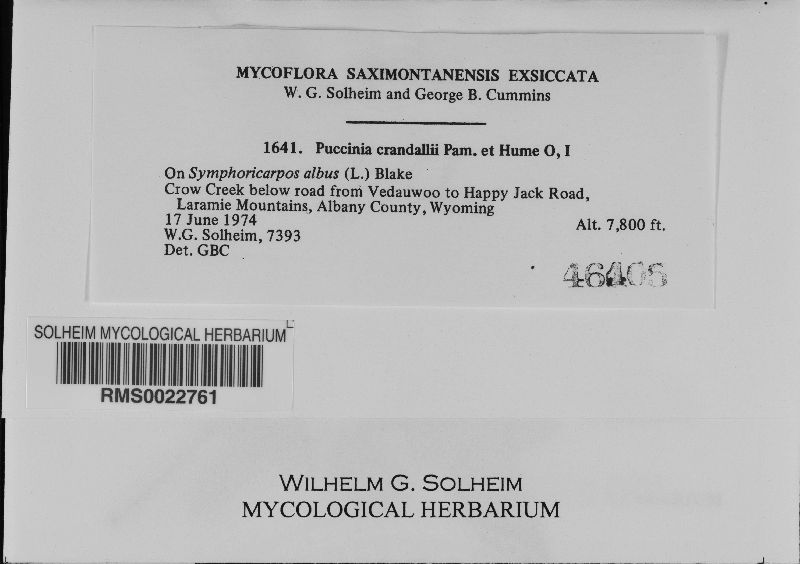 MYCOFLORA SAXIMONTANENSIS EXSICCATA
W. G. Solheim and George B. Cummins
1641. Puccinia crandallii Pam. et Hume O, I
On Symphoricarpos albus (L.) Blake
Crow Creek below road from Vedauwoo to Happy Jack Road,
Laramie Mountains, Albany County, Wyoming
17 June 1974
Alt. 7,800 ft.
W.G. Solheim, 7393
Det. GBC
SOLHEIM MYCOLOGICAL HERBARIUM
RMS0022761
WILHELM G. SOLHEIM
MYCOLOGICAL HERBARIUM